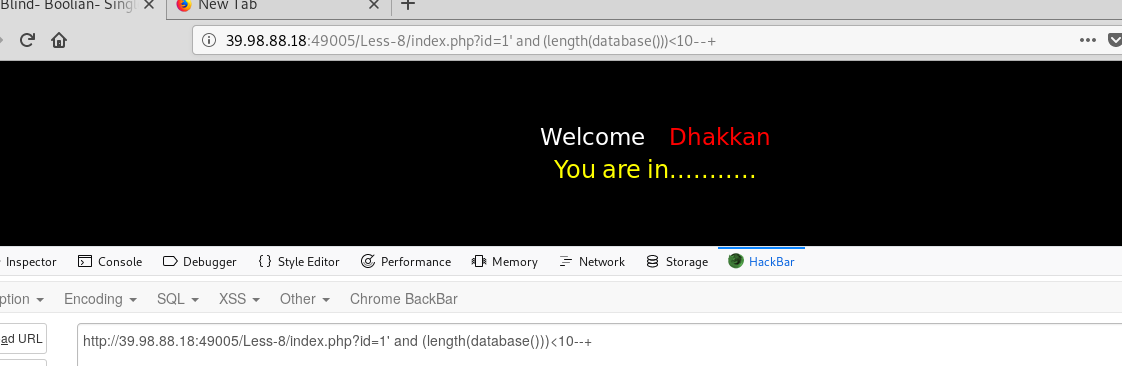 Blind- Boolian- Singl
New Tab
39.98.88.18:49005/Less-8/index.php?id=1' and (length(database()))<10--+
Welcome Dhakkan
You are in...........
Inspector Console Debugger {} Style Editor Performance Memory Network Storage HackBar
ption Encoding SQL XSS Other Chrome BackBar
ad URL
http://39.98.88.18:49005/Less-8/index.php?id=1' and (length(database()))<10--+